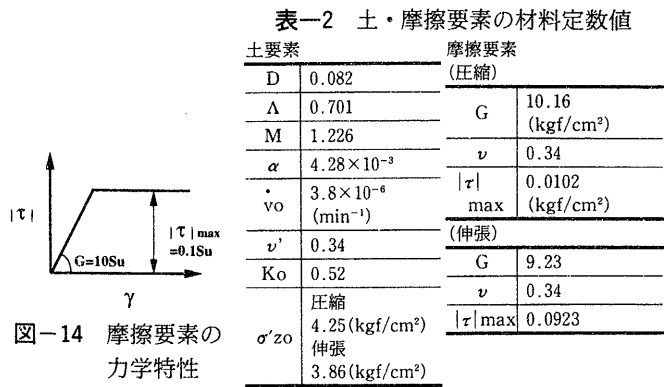 表－2 土・摩擦要素の材料定数値
土要素
D 0.082
Λ 0.701
M 1.226
α 4.28×10⁻³
v̇o 3.8×10⁻⁶
(min⁻¹)
ν' 0.34
Ko 0.52
σ'zo 圧縮
4.25(kgf/cm²)
伸張
3.86(kgf/cm²)
摩擦要素
(圧縮)
G 10.16
(kgf/cm²)
ν 0.34
|τ| max 0.0102
(kgf/cm²)
(伸張)
G 9.23
ν 0.34
|τ|max 0.0923
|τ|
|τ|max
=0.1Su
G=10Su
γ
図－14 摩擦要素の
力学特性